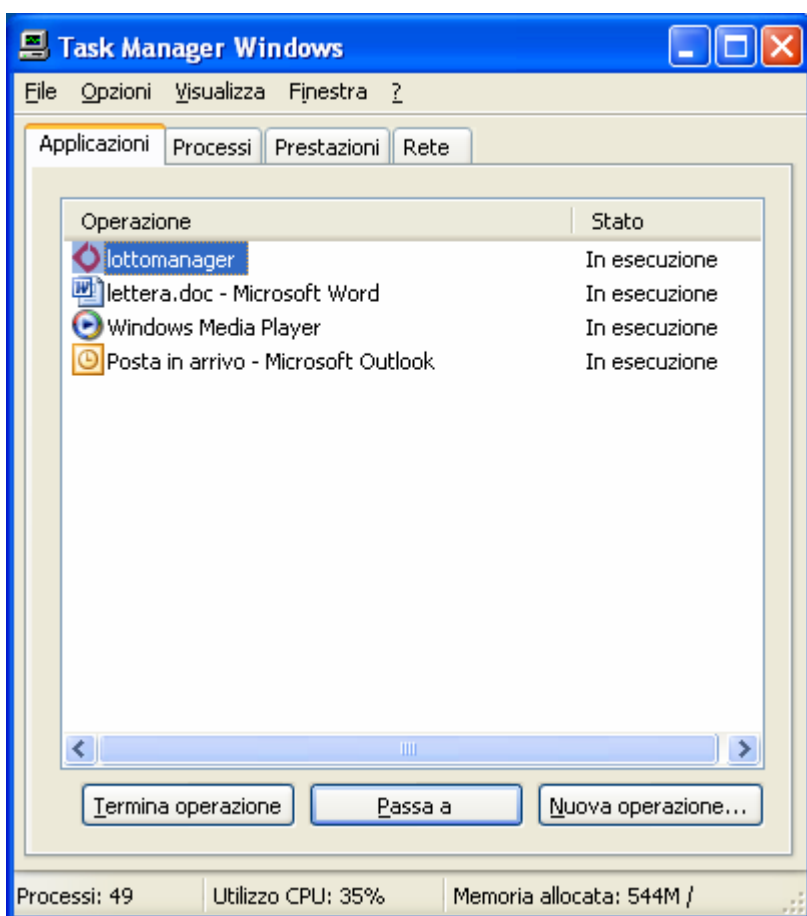 Task Manager Windows
File Opzioni Visualizza Finestra ?
Applicazioni Processi Prestazioni Rete
Operazione Stato
lottomanager In esecuzione
lettera.doc - Microsoft Word In esecuzione
Windows Media Player In esecuzione
Posta in arrivo - Microsoft Outlook In esecuzione
Termina operazione Passa a Nuova operazione...
Processi: 49 Utilizzo CPU: 35% Memoria allocata: 544M /